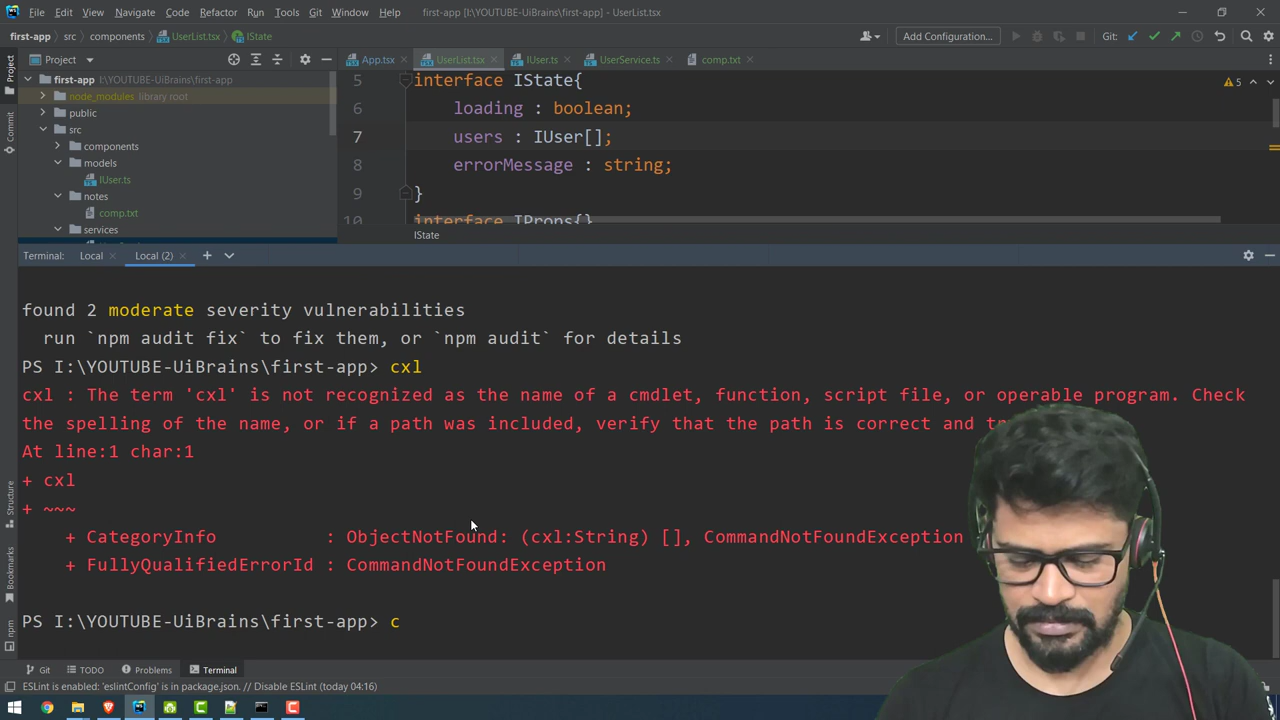 File Edit View Navigate Code Refactor Run Tools Git Window Help first-app [I:\YOUTUBE-UiBrains\first-app] - UserList.tsx
first-app src components UserList.tsx IState Add Configuration... Git:
Project App.tsx UserList.tsx IUser.ts UserService.ts comp.txt
first-app I:\YOUTUBE-UiBrains\first-app
node_modules library root
public
src
components
models
IUser.ts
notes
comp.txt
services
Project
Commit
Structure
Bookmarks
npm
5 interface IState{
6 loading : boolean;
7 users : IUser[];
8 errorMessage : string;
9 }
10 interface IProps{}
5
IState
Terminal: Local Local (2)
found 2 moderate severity vulnerabilities
run `npm audit fix` to fix them, or `npm audit` for details
PS I:\YOUTUBE-UiBrains\first-app> cxl
cxl : The term 'cxl' is not recognized as the name of a cmdlet, function, script file, or operable program. Check
the spelling of the name, or if a path was included, verify that the path is correct and
At line:1 char:1
+ cxl
+ ~~~
+ CategoryInfo : ObjectNotFound: (cxl:String) [], CommandNotFoundException
+ FullyQualifiedErrorId : CommandNotFoundException
PS I:\YOUTUBE-UiBrains\first-app> c
Git TODO Problems Terminal
ESLint is enabled: 'eslintConfig' is in package.json. // Disable ESLint (today 04:16)